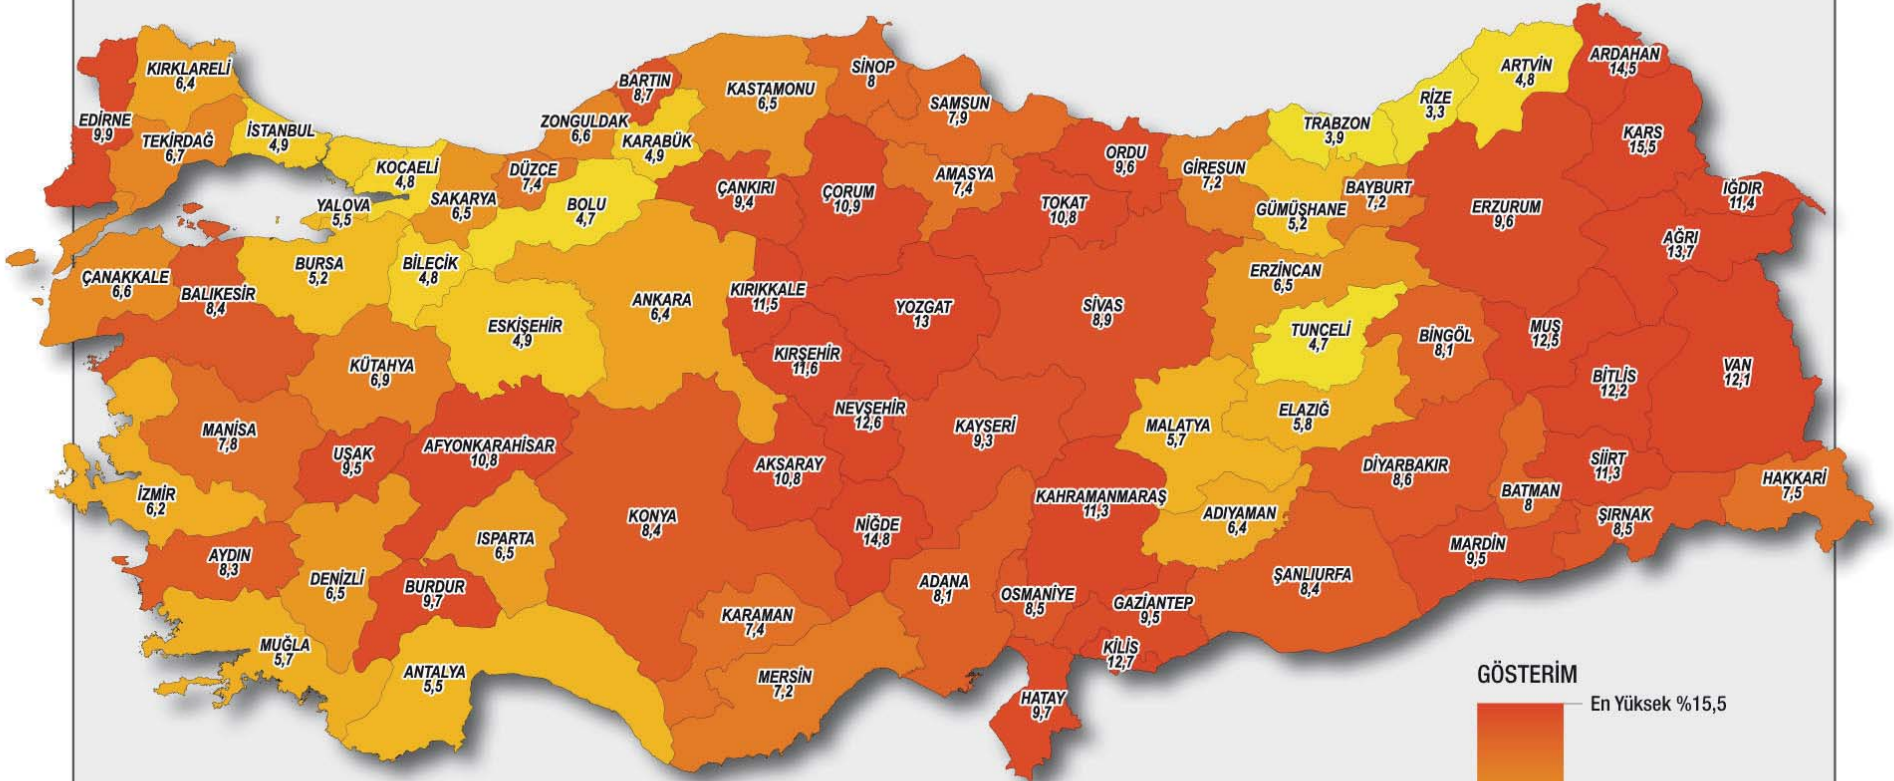 KIRKLARELİ
6,4
EDİRNE
9,9
TEKİRDAĞ
6,7
İSTANBUL
4,9
KOCAELİ
4,8
YALOVA
5,5
SAKARYA
6,5
DÜZCE
7,4
ZONGULDAK
6,6
BARTIN
8,7
KARABÜK
4,9
KASTAMONU
6,5
SİNOP
8
SAMSUN
7,9
BOLU
4,7
ÇANKIRI
9,4
ÇORUM
10,9
AMASYA
7,4
TOKAT
10,8
ORDU
9,6
GİRESUN
7,2
TRABZON
3,9
RİZE
3,3
ARTVİN
4,8
ARDAHAN
14,5
KARS
15,5
IĞDIR
11,4
AĞRI
13,7
ERZURUM
9,6
BAYBURT
7,2
GÜMÜŞHANE
5,2
ERZİNCAN
6,5
ÇANAKKALE
6,6
BALIKESİR
8,4
BURSA
5,2
BİLECİK
4,8
ESKİŞEHİR
4,9
ANKARA
6,4
KIRIKKALE
11,5
YOZGAT
13
SİVAS
8,9
TUNCELİ
4,7
BİNGÖL
8,1
MUŞ
12,5
BİTLİS
12,2
VAN
12,1
KÜTAHYA
6,9
KIRŞEHİR
11,6
NEVŞEHİR
12,6
KAYSERİ
9,3
MALATYA
5,7
ELAZIĞ
5,8
MANİSA
7,8
UŞAK
9,5
AFYONKARAHİSAR
10,8
AKSARAY
10,8
DİYARBAKIR
8,6
BATMAN
8
SİİRT
11,3
ŞIRNAK
8,5
HAKKARİ
7,5
İZMİR
6,2
AYDIN
8,3
DENİZLİ
6,5
ISPARTA
6,5
BURDUR
9,7
KONYA
8,4
NİĞDE
14,8
KAHRAMANMARAŞ
11,3
ADIYAMAN
6,4
MARDİN
9,5
ŞANLIURFA
8,4
ADANA
8,1
OSMANİYE
8,5
GAZİANTEP
9,5
KİLİS
12,7
HATAY
9,7
KARAMAN
7,4
MERSİN
7,2
ANTALYA
5,5
MUĞLA
5,7
GÖSTERİM
En Yüksek %15,5